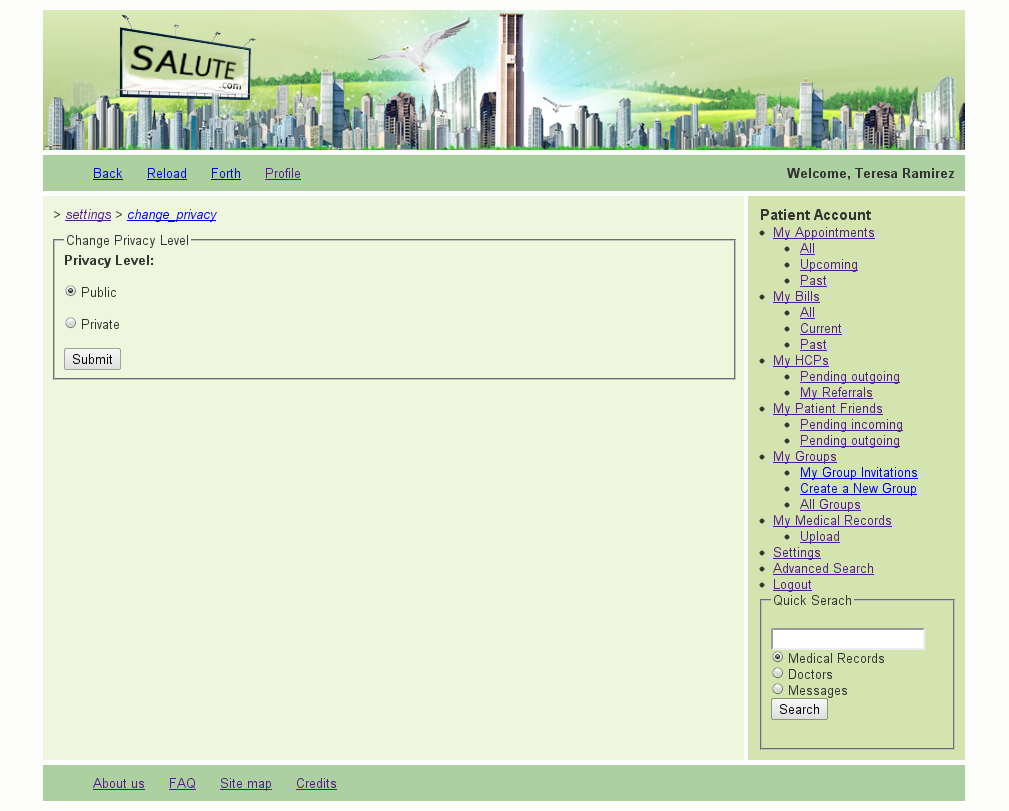 SALUTE
.com
Back Reload Forth Profile Welcome, Teresa Ramirez
> settings > change_privacy
Change Privacy Level
Privacy Level:
Public
Private
Submit
Patient Account
My Appointments
All
Upcoming
Past
My Bills
All
Current
Past
My HCPs
Pending outgoing
My Referrals
My Patient Friends
Pending incoming
Pending outgoing
My Groups
My Group Invitations
Create a New Group
All Groups
My Medical Records
Upload
Settings
Advanced Search
Logout
Quick Serach
Medical Records
Doctors
Messages
Search
About us FAQ Site map Credits